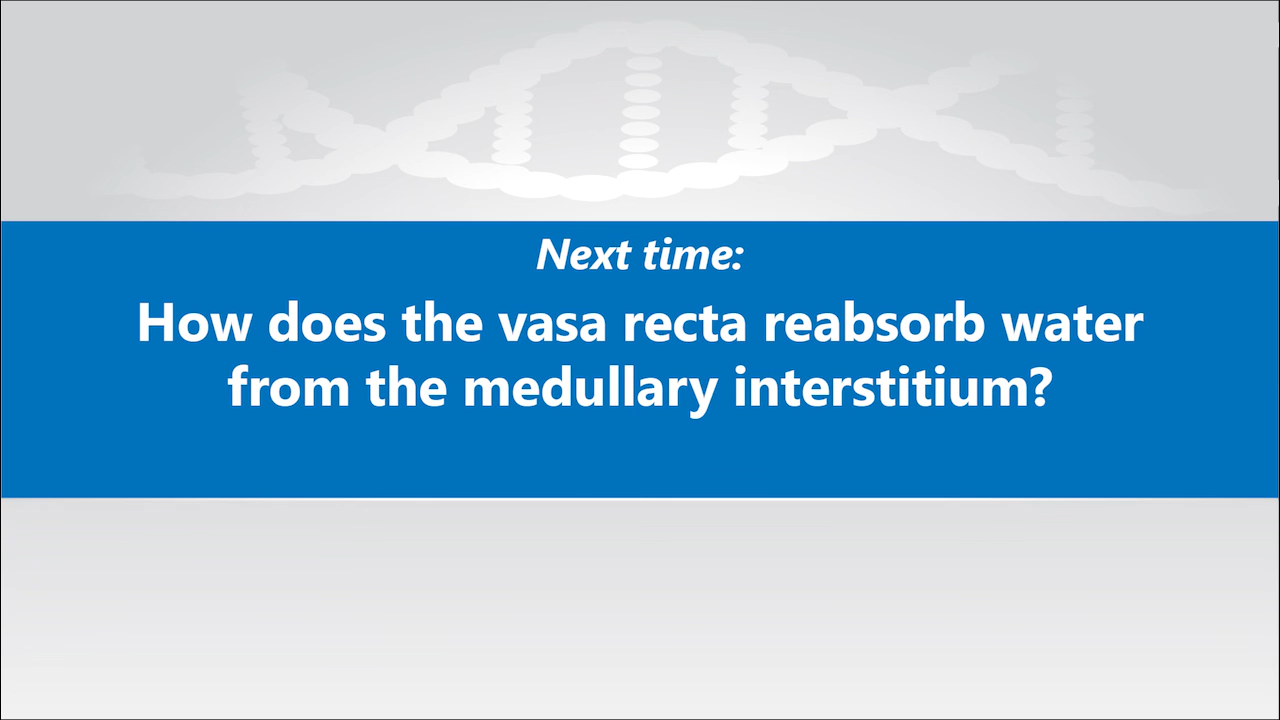 Next time:
How does the vasa recta reabsorb water
from the medullary interstitium?